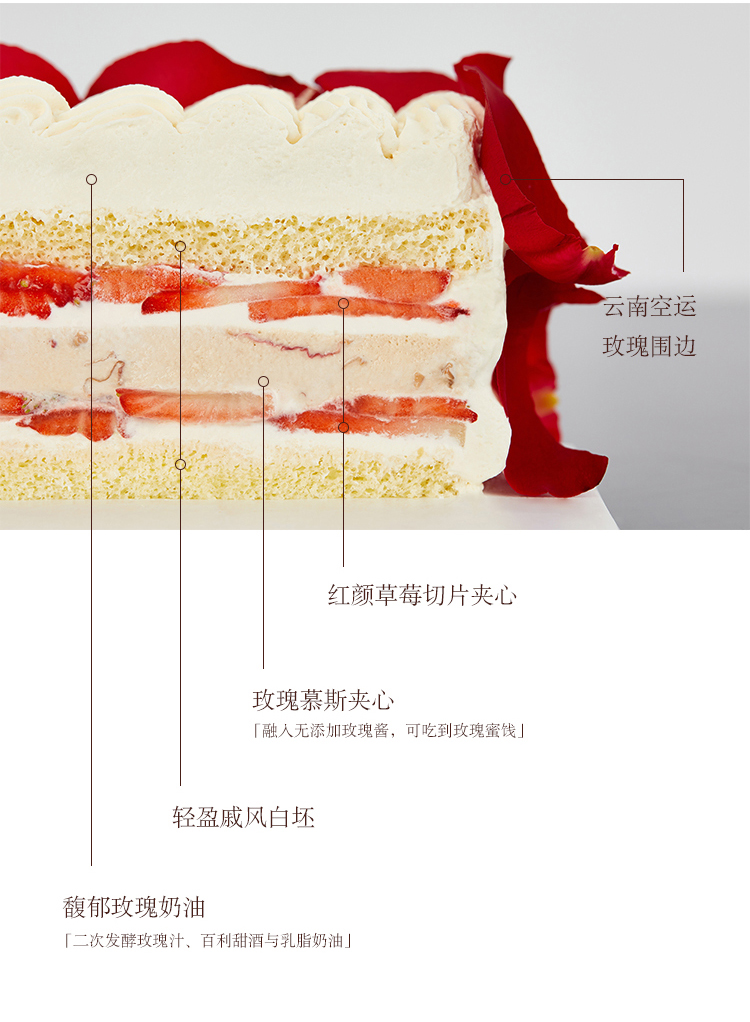 云南空运
玫瑰围边
红颜草莓切片夹心
玫瑰慕斯夹心
「融入无添加玫瑰酱，可吃到玫瑰蜜饯」
轻盈戚风白坯
馥郁玫瑰奶油
「二次发酵玫瑰汁、百利甜酒与乳脂奶油」